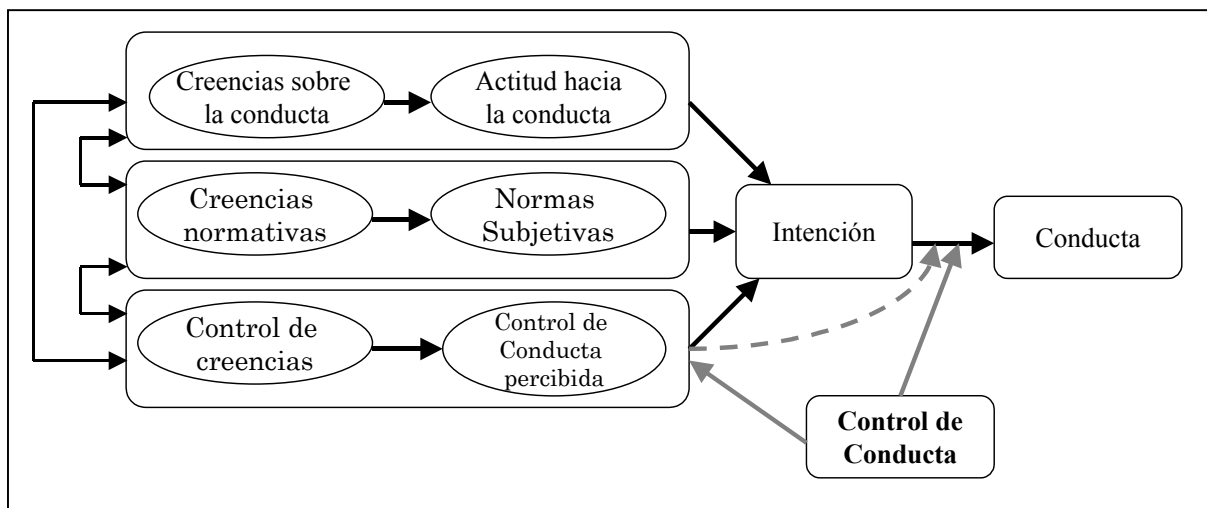 Creencias sobre
la conducta
Actitud hacia
la conducta
Creencias
normativas
Normas
Subjetivas
Control de
creencias
Control de
Conducta
percibida
Intención
Conducta
Control de
Conducta